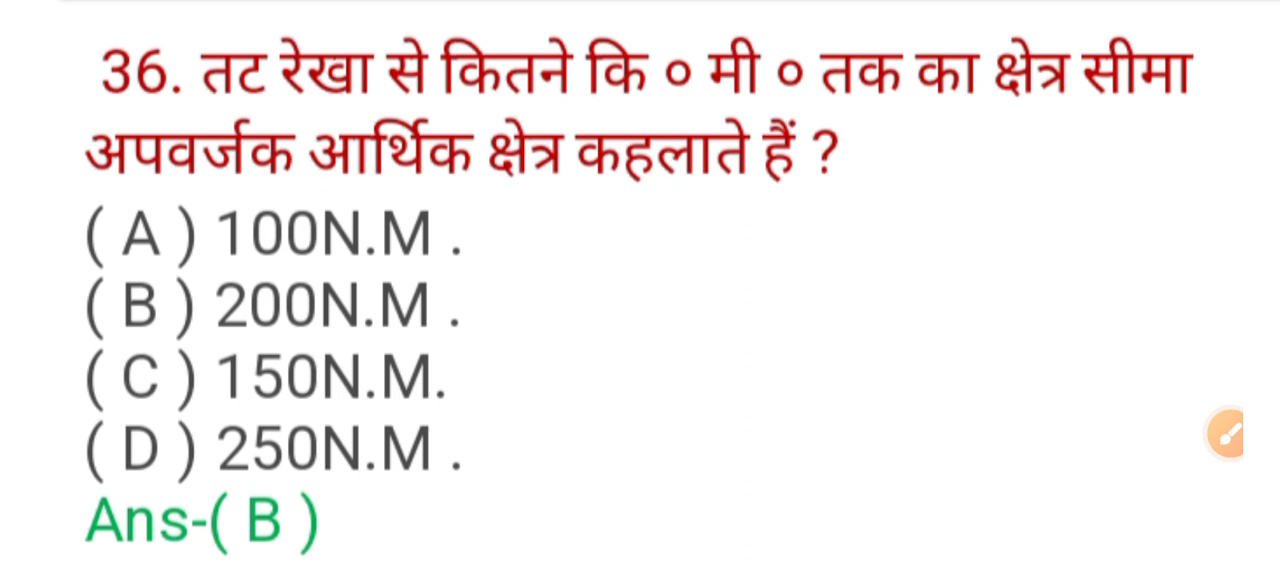 36. तट रेखा से कितने कि ० मी ० तक का क्षेत्र सीमा
अपवर्जक आर्थिक क्षेत्र कहलाते हैं ?
( A ) 100N.M .
( B ) 200N.M .
( C ) 150N.M.
( D ) 250N.M .
Ans-( B )